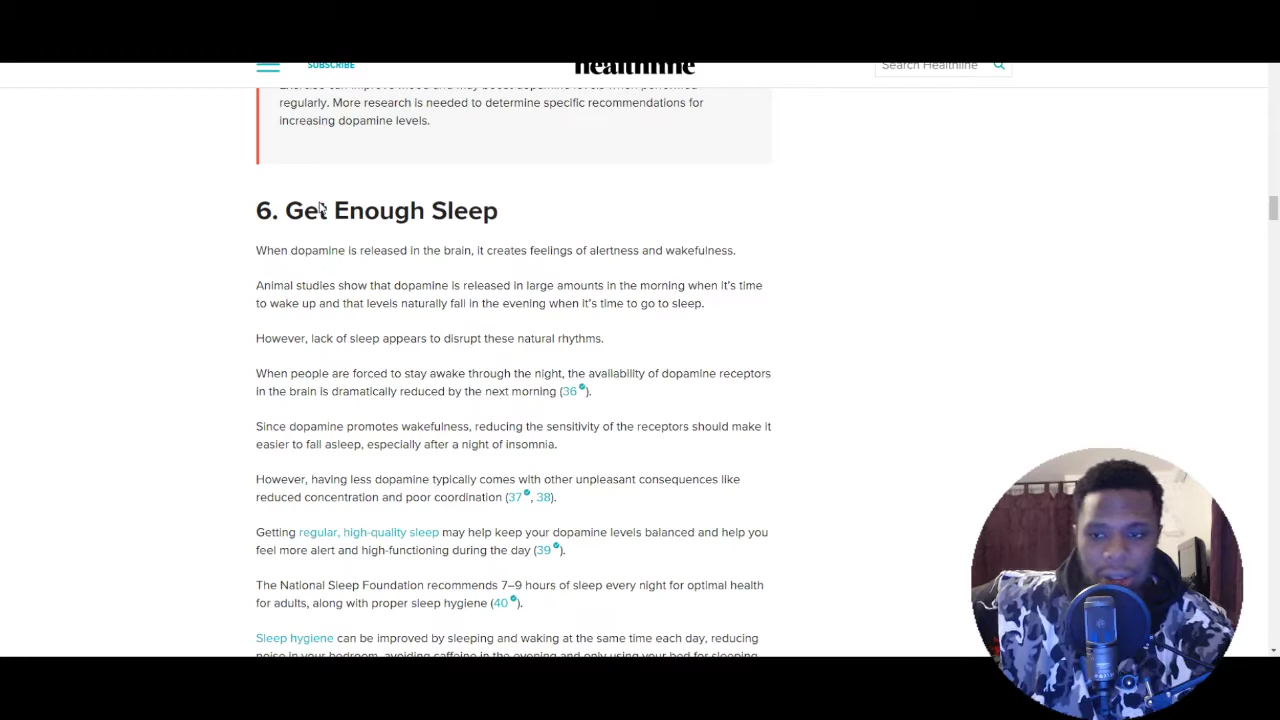 SUBSCRIBE
healthline
Search Healthline
Exercise can improve mood and may boost dopamine levels when performed
regularly. More research is needed to determine specific recommendations for
increasing dopamine levels.
6. Get Enough Sleep
When dopamine is released in the brain, it creates feelings of alertness and wakefulness.
Animal studies show that dopamine is released in large amounts in the morning when it's time
to wake up and that levels naturally fall in the evening when it's time to go to sleep.
However, lack of sleep appears to disrupt these natural rhythms.
When people are forced to stay awake through the night, the availability of dopamine receptors
in the brain is dramatically reduced by the next morning (36).
Since dopamine promotes wakefulness, reducing the sensitivity of the receptors should make it
easier to fall asleep, especially after a night of insomnia.
However, having less dopamine typically comes with other unpleasant consequences like
reduced concentration and poor coordination (37, 38).
Getting regular, high-quality sleep may help keep your dopamine levels balanced and help you
feel more alert and high-functioning during the day (39).
The National Sleep Foundation recommends 7–9 hours of sleep every night for optimal health
for adults, along with proper sleep hygiene (40).
Sleep hygiene can be improved by sleeping and waking at the same time each day, reducing
noise in your bedroom, avoiding caffeine in the evening and only using your bed for sleeping